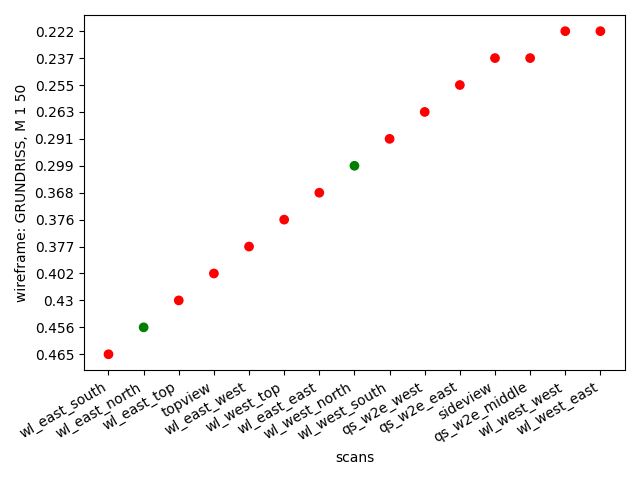 0.222
0.237
0.255
0.263
0.291
0.299
0.368
0.376
0.377
0.402
0.43
0.456
0.465
wireframe: GRUNDRISS, M 1 50
wl_east_south
wl_east_north
wl_east_top
topview
wl_east_west
wl_west_top
wl_east_east
wl_west_north
wl_west_south
qs_w2e_west
qs_w2e_east
sideview
qs_w2e_middle
wl_west_west
wl_west_east
scans